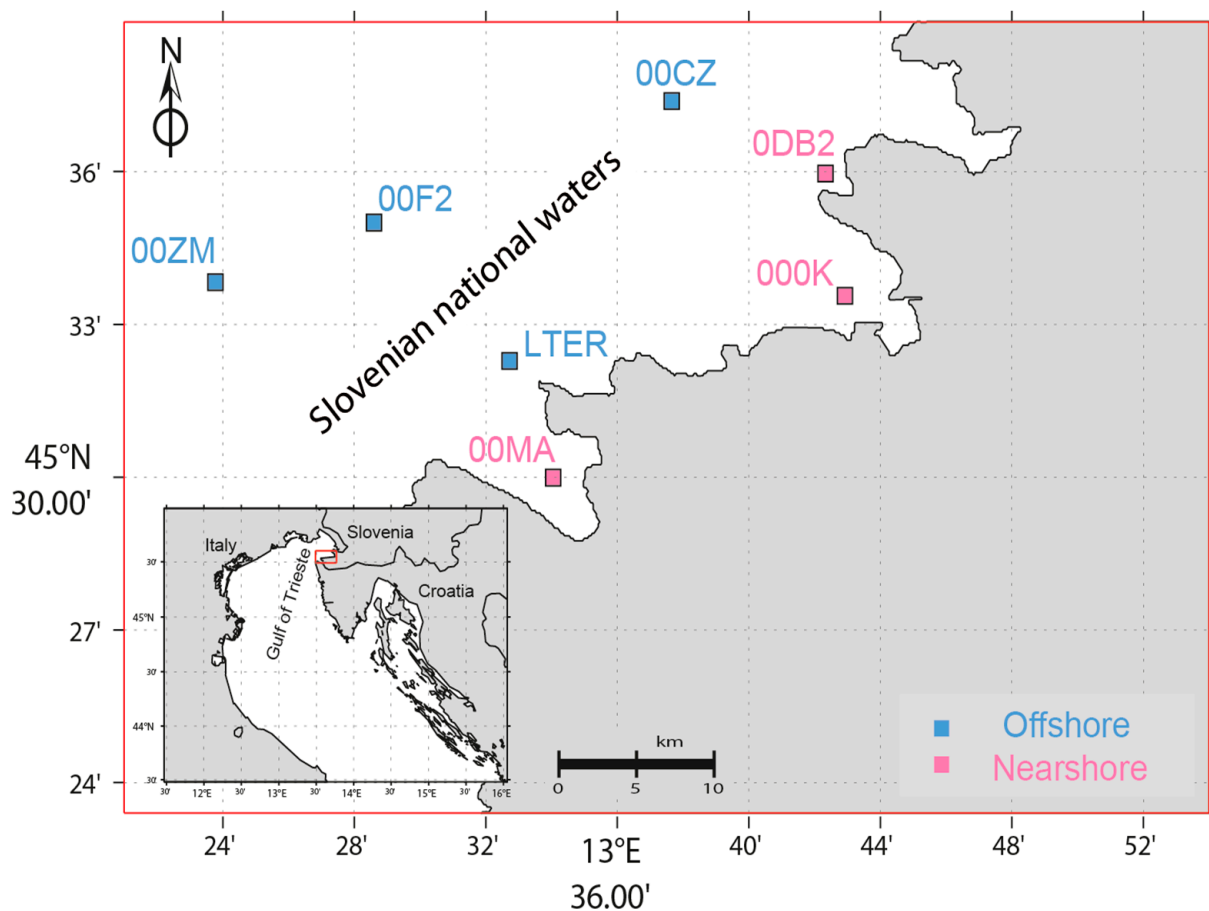 N
00CZ
0DB2
36'
00F2
00ZM
Slovenian national waters
000K
33'
LTER
00MA
45°N
30.00'
Italy
Slovenia
Gulf of Trieste
Croatia
30'
45°N
30'
44°N
30'
30'
12°E
30'
13°E
30'
14°E
30'
15°E
30'
16°E
27'
24'
km
0
5
10
Offshore
Nearshore
24'
28'
32'
13°E
36.00'
40'
44'
48'
52'